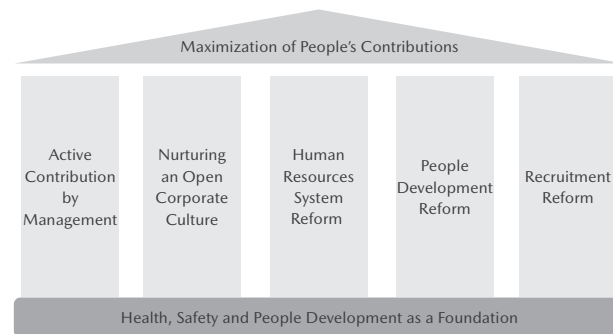 Maximization of People's Contributions
Active
Contribution
by
Management
Nurturing
an Open
Corporate
Culture
Human
Resources
System
Reform
People
Development
Reform
Recruitment
Reform
Health, Safety and People Development as a Foundation